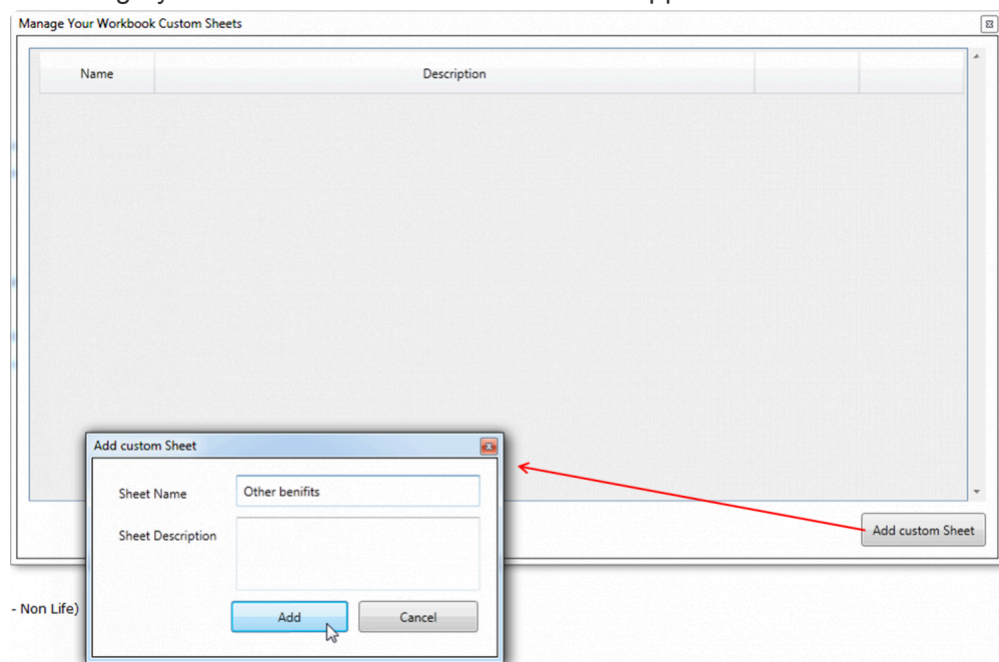 Manage Your Workbook Custom Sheets
Name Description
Add custom Sheet
Sheet Name Other benifits
Sheet Description
Add custom Sheet
- Non Life)
Add Cancel